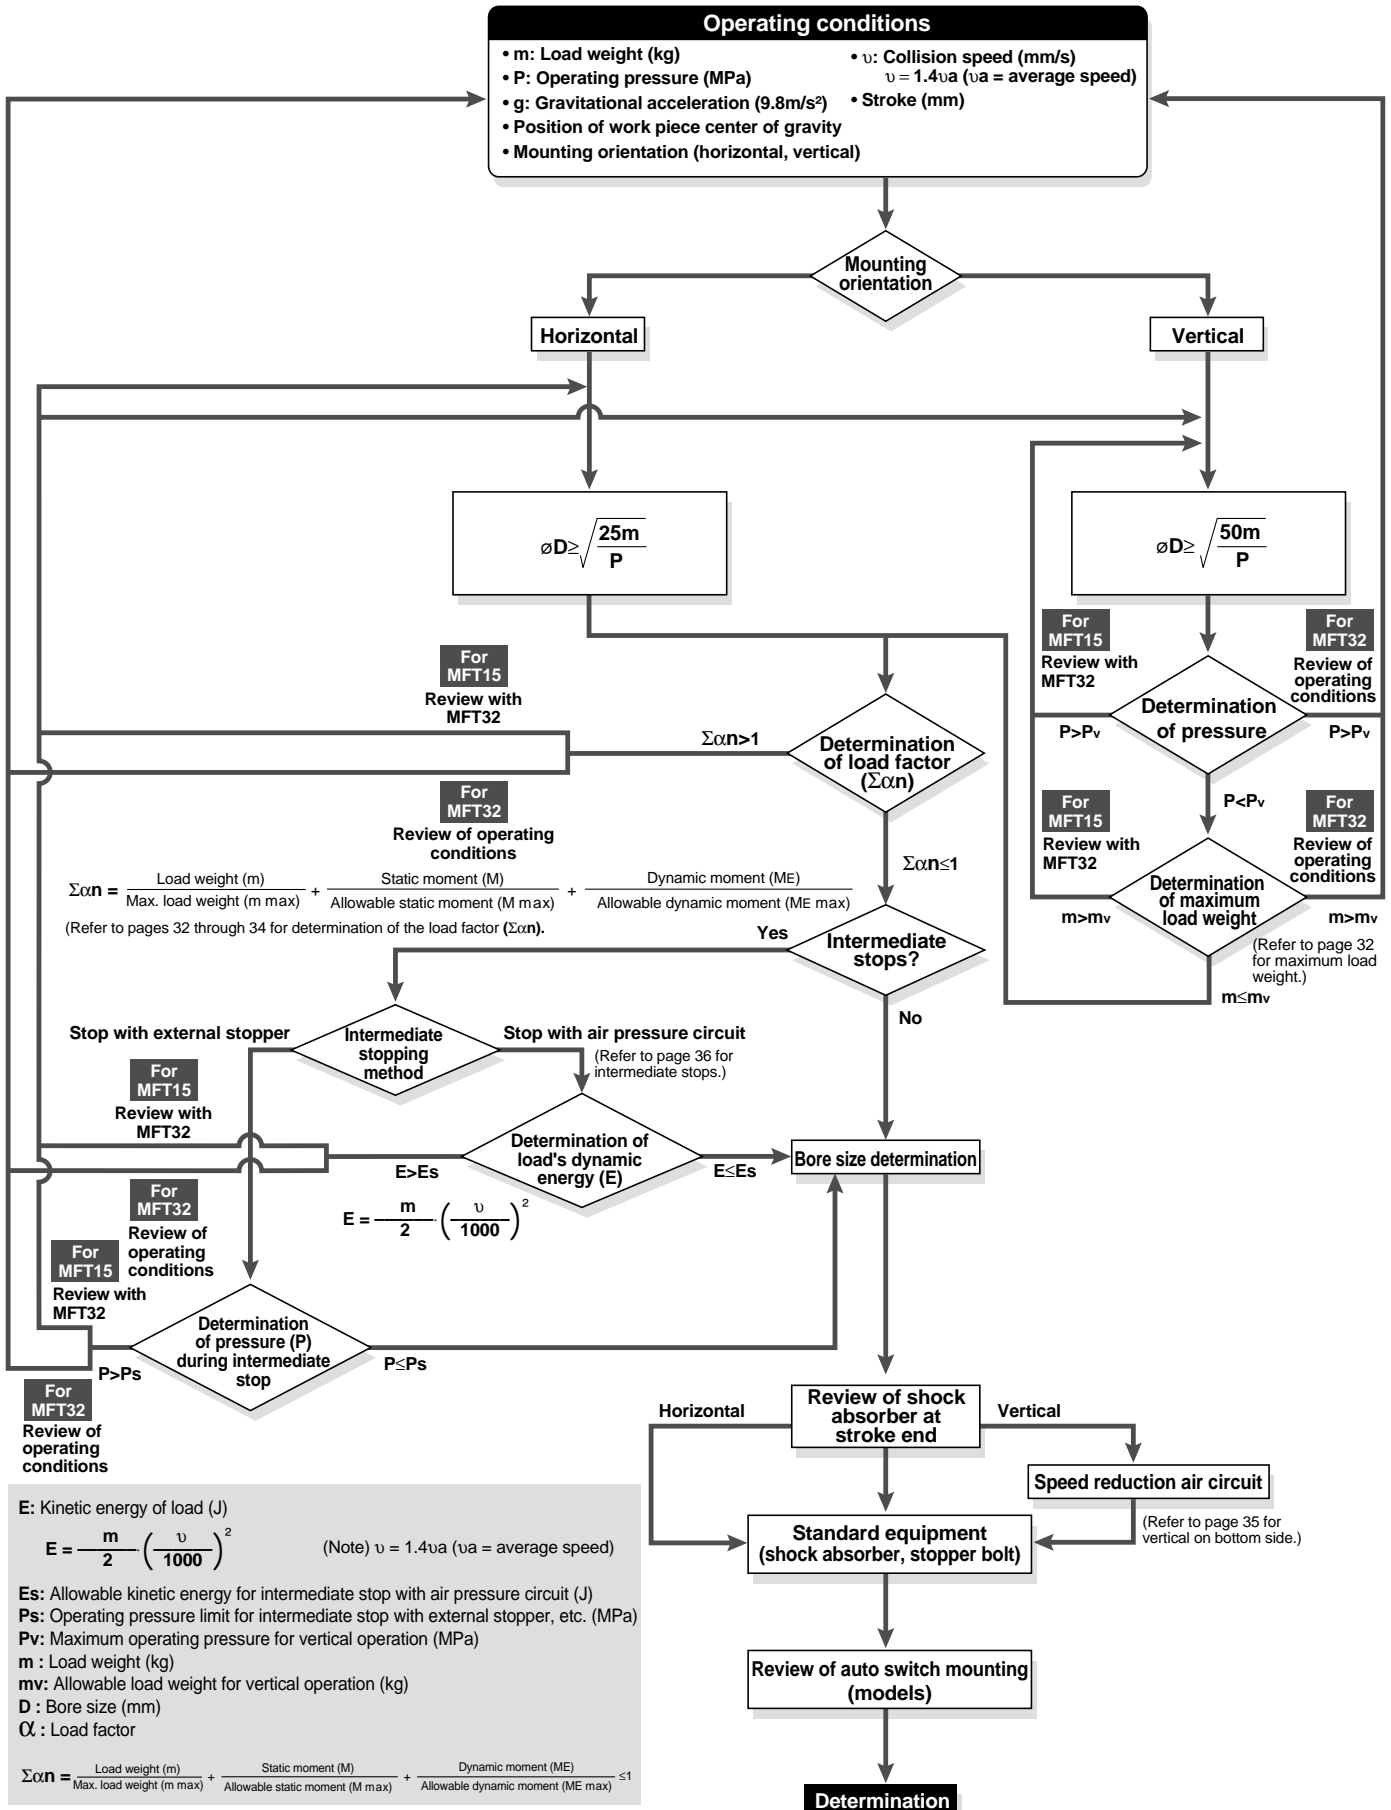 Operating conditions
• m: Load weight (kg)
• P: Operating pressure (MPa)
• g: Gravitational acceleration (9.8m/s²)
• Position of work piece center of gravity
• Mounting orientation (horizontal, vertical)
• υ: Collision speed (mm/s)
υ = 1.4υa (υa = average speed)
• Stroke (mm)
Mounting
orientation
Horizontal
Vertical
øD≥√(25m/P)
øD≥√(50m/P)
For
MFT15
Review with
MFT32
For
MFT32
Review of
operating
conditions
Determination
of pressure
P>Pv
P>Pv
P<Pv
For
MFT15
Review with
MFT32
For
MFT32
Review of
operating
conditions
Determination
of maximum
load weight
m>mv
m>mv
(Refer to page 32
for maximum load
weight.)
m≤mv
For
MFT15
Review with
MFT32
Σαn>1
Determination
of load factor
(Σαn)
For
MFT32
Review of operating
conditions
Σαn≤1
Σαn = Load weight (m)/Max. load weight (m max) + Static moment (M)/Allowable static moment (M max) + Dynamic moment (ME)/Allowable dynamic moment (ME max)
(Refer to pages 32 through 34 for determination of the load factor (Σαn).
Yes
Intermediate
stops?
No
Stop with external stopper
Intermediate
stopping
method
Stop with air pressure circuit
(Refer to page 36 for
intermediate stops.)
For
MFT15
Review with
MFT32
Determination of
load's dynamic
energy (E)
E>Es
E≤Es
Bore size determination
E = m/2 · (υ/1000)²
For
MFT32
Review of
operating
conditions
For
MFT15
Review with
MFT32
Determination
of pressure (P)
during intermediate
stop
P>Ps
P≤Ps
For
MFT32
Review of
operating
conditions
Horizontal
Review of shock
absorber at
stroke end
Vertical
Speed reduction air circuit
(Refer to page 35 for
vertical on bottom side.)
Standard equipment
(shock absorber, stopper bolt)
Review of auto switch mounting
(models)
Determination
E: Kinetic energy of load (J)
E = m/2 · (υ/1000)² (Note) υ = 1.4υa (υa = average speed)
Es: Allowable kinetic energy for intermediate stop with air pressure circuit (J)
Ps: Operating pressure limit for intermediate stop with external stopper, etc. (MPa)
Pv: Maximum operating pressure for vertical operation (MPa)
m : Load weight (kg)
mv: Allowable load weight for vertical operation (kg)
D : Bore size (mm)
α : Load factor
Σαn = Load weight (m)/Max. load weight (m max) + Static moment (M)/Allowable static moment (M max) + Dynamic moment (ME)/Allowable dynamic moment (ME max) ≤1